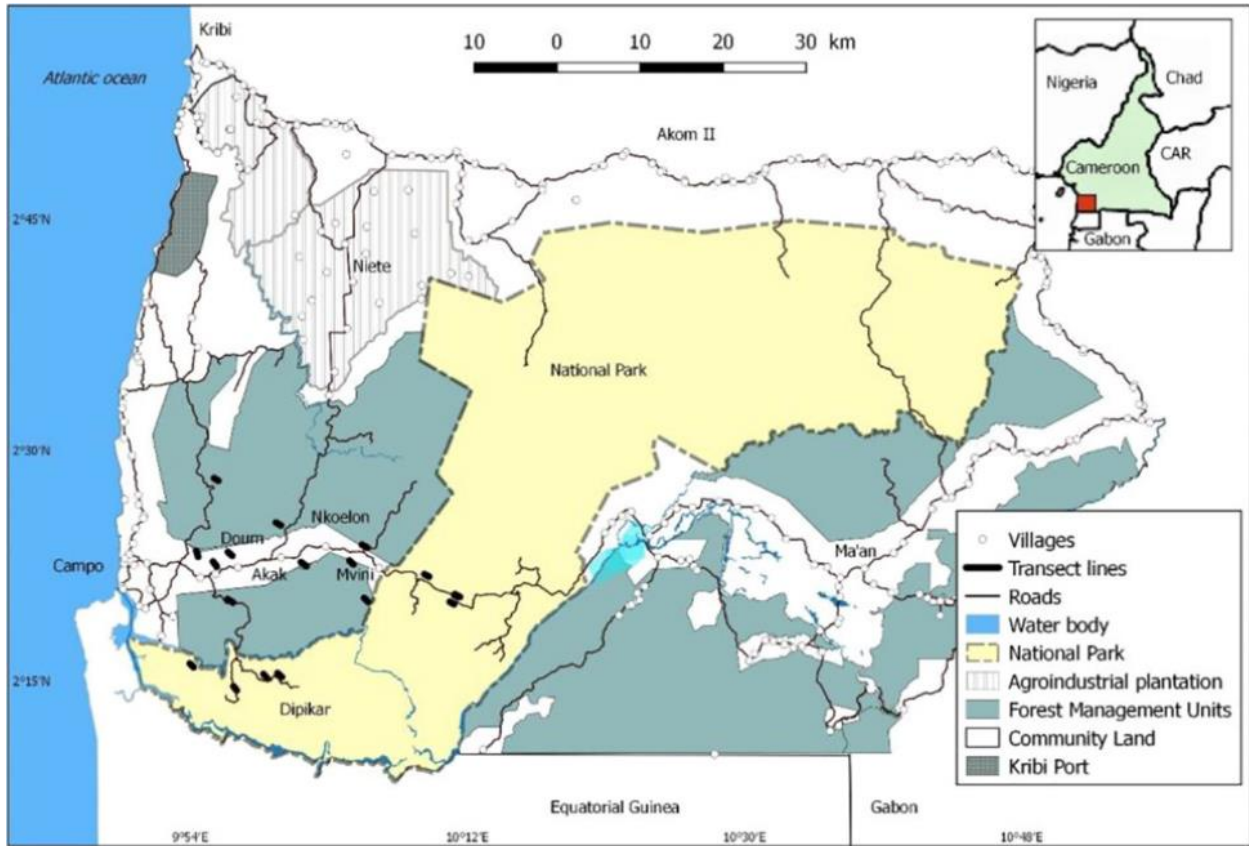 Kribi
10 0 10 20 30 km
Atlantic ocean
Akom II
Nigeria
Chad
Cameroon
CAR
Gabon
2°45'N
Niete
National Park
2°30'N
Nkoelon
Doum
Campo
Akak
Mvini
Ma'an
2°15'N
Dipikar
Villages
Transect lines
Roads
Water body
National Park
Agroindustrial plantation
Forest Management Units
Community Land
Kribi Port
Equatorial Guinea
Gabon
9°54'E
10°12'E
10°30'E
10°48'E